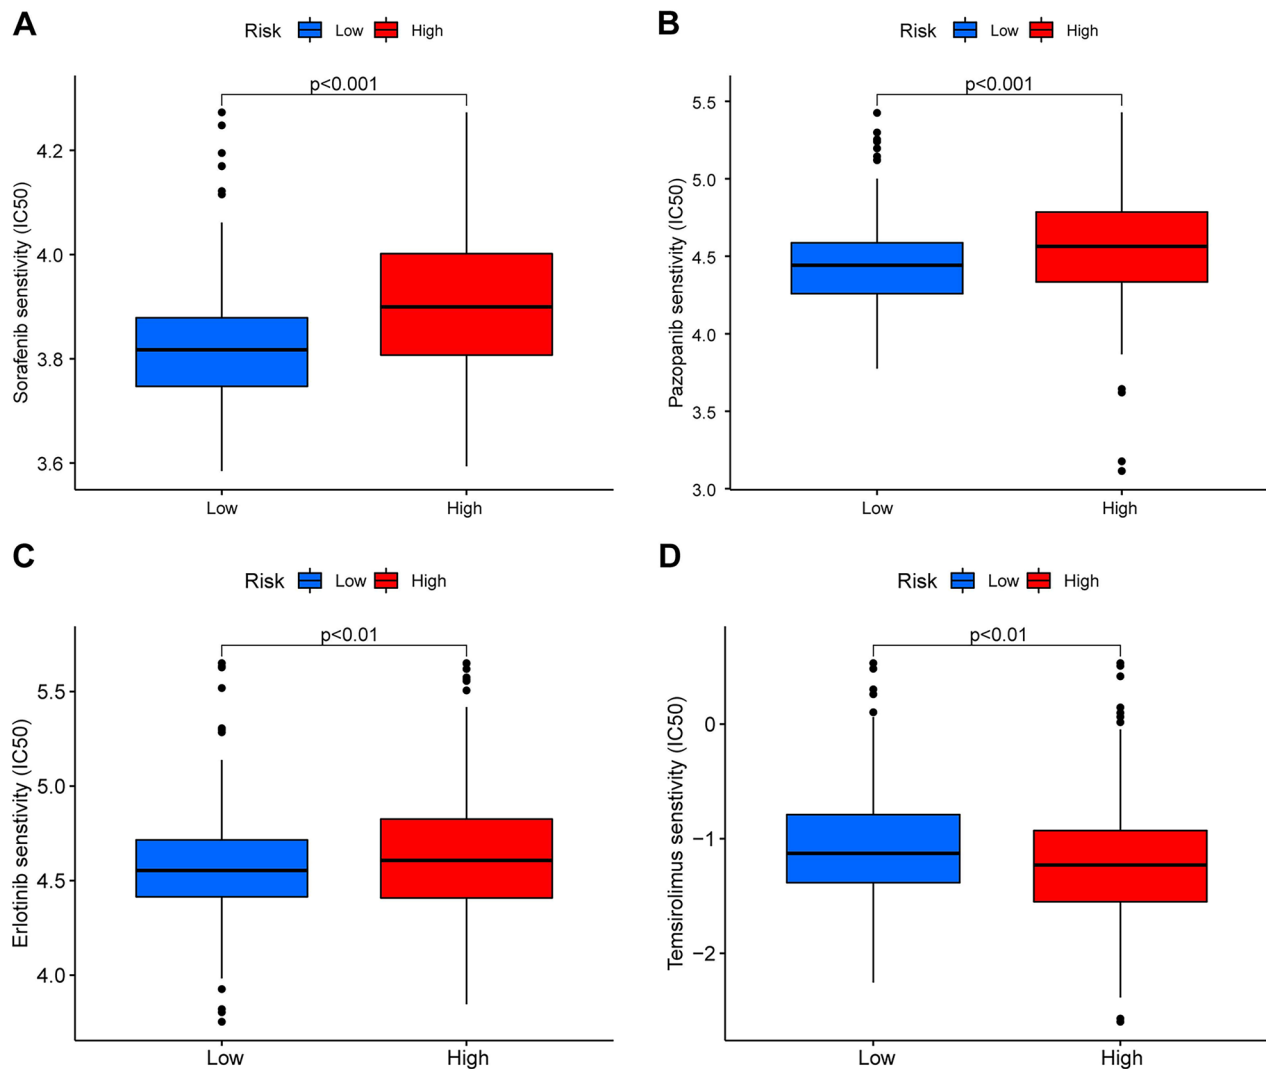 A
Risk Low High
p<0.001
Sorafenib senstivity (IC50)
4.2
4.0
3.8
3.6
Low High
B
Risk Low High
p<0.001
Pazopanib senstivity (IC50)
5.5
5.0
4.5
4.0
3.5
3.0
Low High
C
Risk Low High
p<0.01
Erlotinib senstivity (IC50)
5.5
5.0
4.5
4.0
Low High
D
Risk Low High
p<0.01
Temsirolimus senstivity (IC50)
0
−1
−2
Low High